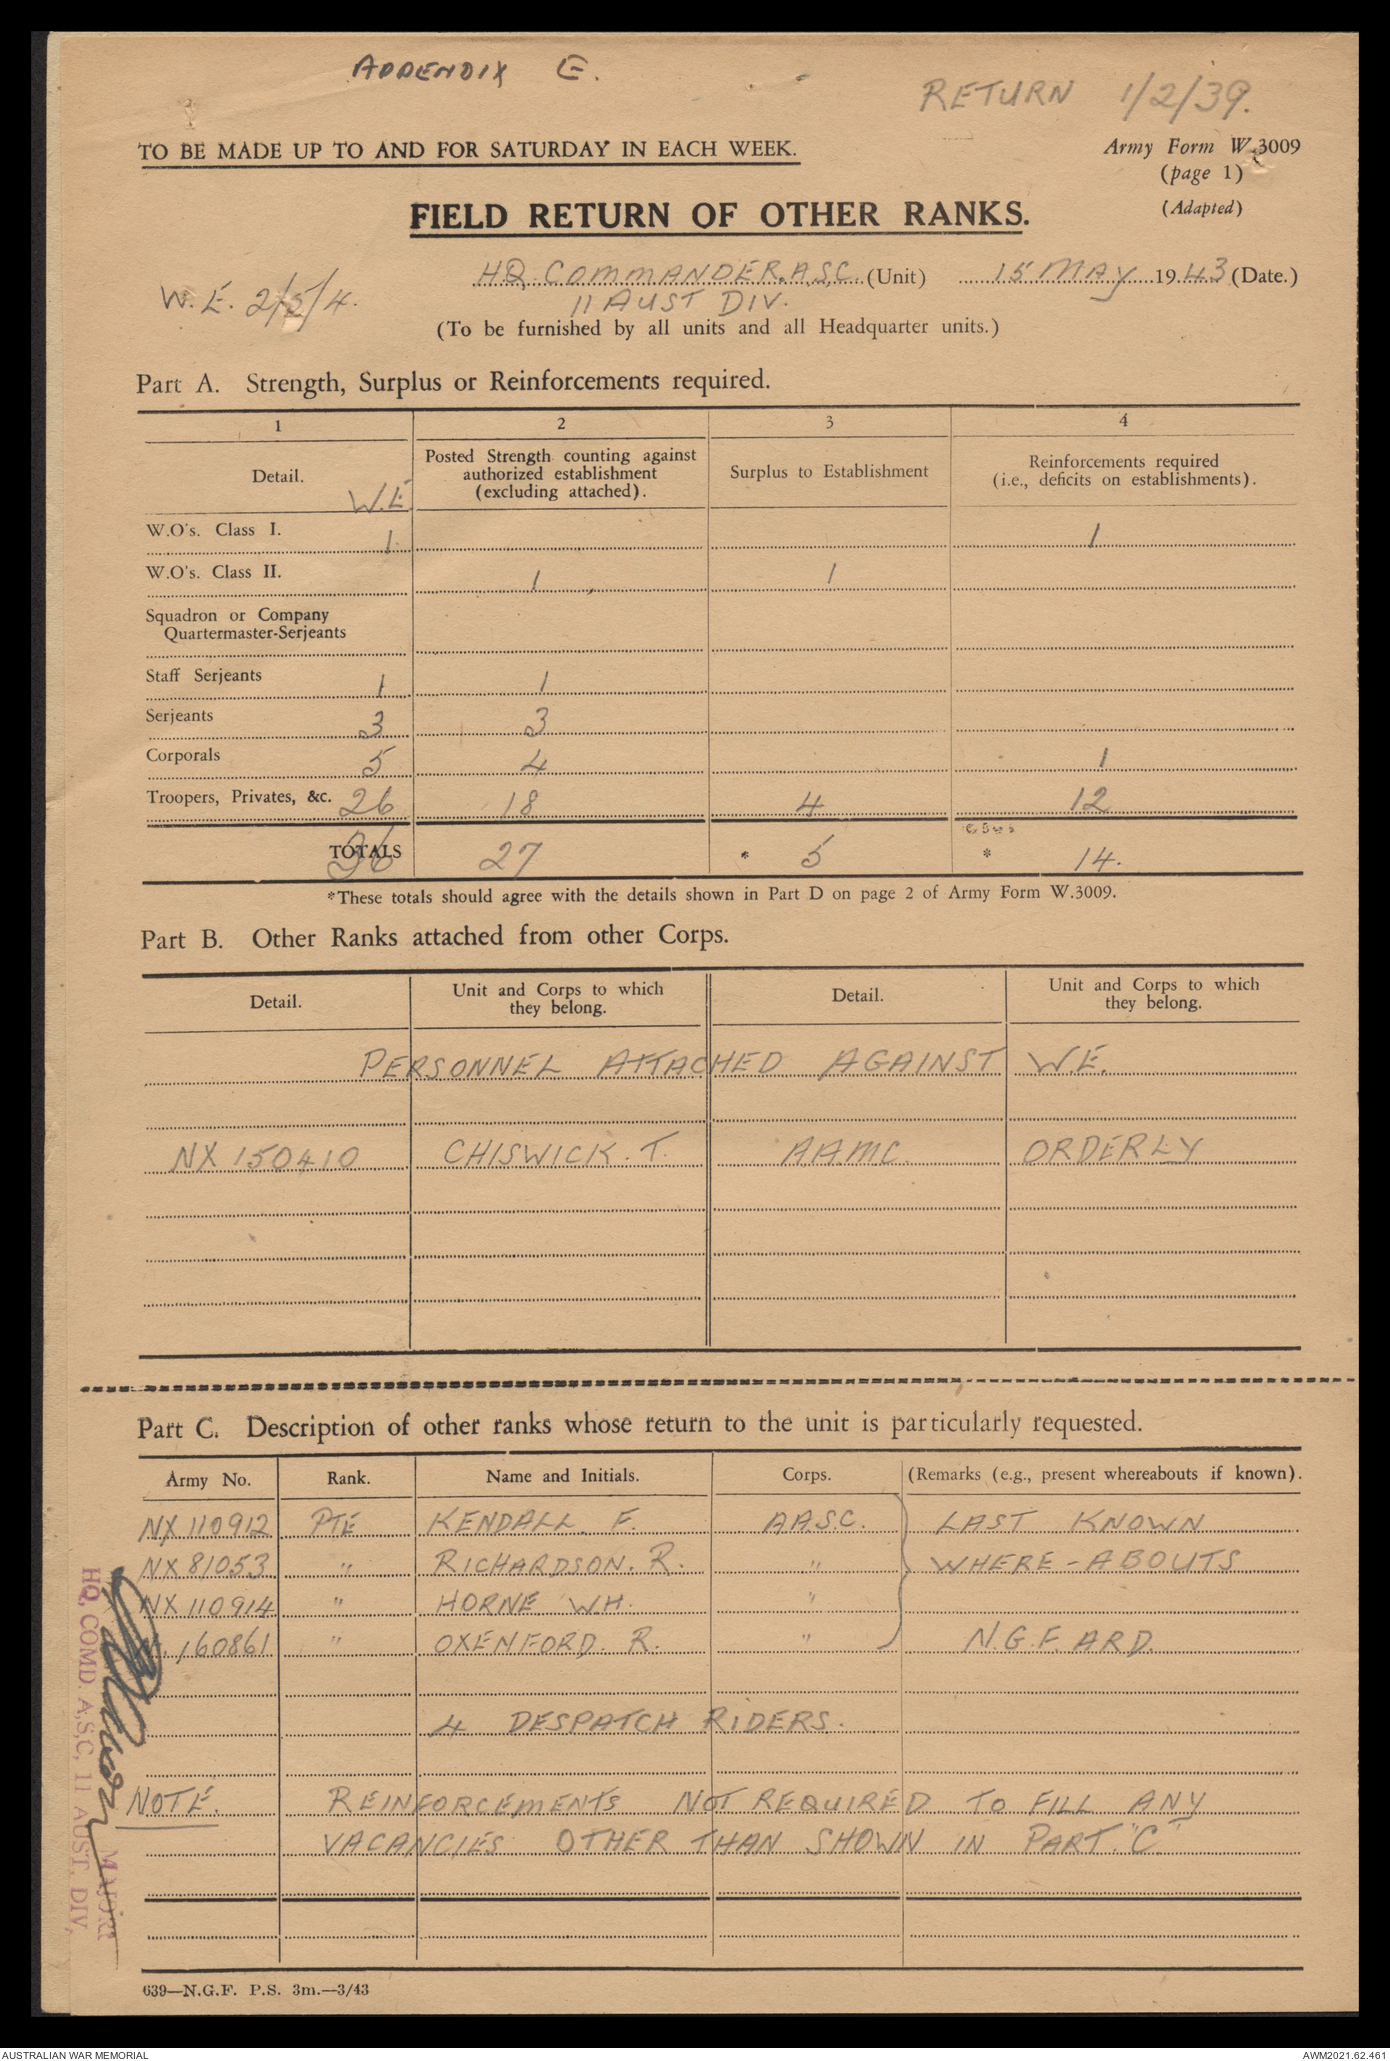 APPENDIX E.
RETURN 1/2/39.
TO BE MADE UP TO AND FOR SATURDAY IN EACH WEEK.
Army Form W.3009
(page 1)
(Adapted)
FIELD RETURN OF OTHER RANKS.
W.E. 2/5/4.
HQ. COMMANDER, A.S.C. (Unit) 15 MAY 1943 (Date.)
11 AUST DIV.
(To be furnished by all units and all Headquarter units.)
Part A. Strength, Surplus or Reinforcements required.
1 2 3 4
Detail. W.E Posted Strength counting against authorized establishment (excluding attached). Surplus to Establishment Reinforcements required (i.e., deficits on establishments).
W.O's. Class I. 1 1
W.O's. Class II. 1 1
Squadron or Company
Quartermaster-Serjeants
Staff Serjeants 1 1
Serjeants 3 3
Corporals 5 4 1
Troopers, Privates, &c. 26 18 4 12
TOTALS 36 27 * 5 * 14.
*These totals should agree with the details shown in Part D on page 2 of Army Form W.3009.
Part B. Other Ranks attached from other Corps.
Detail. Unit and Corps to which they belong. Detail. Unit and Corps to which they belong.
PERSONNEL ATTACHED AGAINST W.E.
NX 150410 CHISWICK. T. AAMC. ORDERLY
Part C. Description of other ranks whose return to the unit is particularly requested.
Army No. Rank. Name and Initials. Corps. (Remarks (e.g., present whereabouts if known).
NX 110912 PTE KENDALL F. AASC. LAST KNOWN
NX 81053 " RICHARDSON. R. " WHERE-ABOUTS
NX 110914 " HORNE WH. "
160861 " OXENFORD. R. " N.G.F. ARD.
4 DESPATCH RIDERS.
NOTE. REINFORCEMENTS NOT REQUIRED TO FILL ANY
VACANCIES OTHER THAN SHOWN IN PART "C"
MAJOR
HQ. COMD. A.S.C, 11 AUST. DIV,
639—N.G.F. P.S. 3m.—3/43
AUSTRALIAN WAR MEMORIAL
AWM2021.62.461